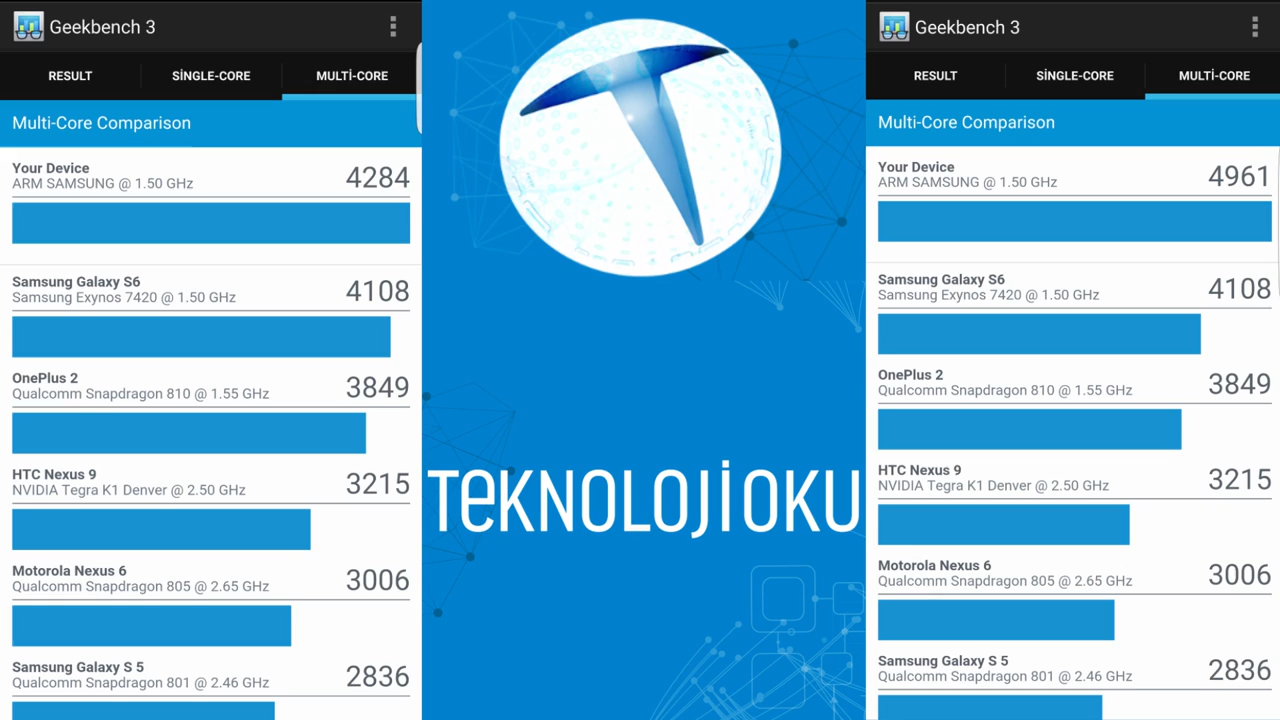 Geekbench 3
RESULT
SİNGLE-CORE
MULTİ-CORE
Multi-Core Comparison
Your Device
ARM SAMSUNG @ 1.50 GHz
4284
Samsung Galaxy S6
Samsung Exynos 7420 @ 1.50 GHz
4108
OnePlus 2
Qualcomm Snapdragon 810 @ 1.55 GHz
3849
HTC Nexus 9
NVIDIA Tegra K1 Denver @ 2.50 GHz
3215
Motorola Nexus 6
Qualcomm Snapdragon 805 @ 2.65 GHz
3006
Samsung Galaxy S 5
Qualcomm Snapdragon 801 @ 2.46 GHz
2836
TeKNOLOJİOKU
Geekbench 3
RESULT
SİNGLE-CORE
MULTİ-CORE
Multi-Core Comparison
Your Device
ARM SAMSUNG @ 1.50 GHz
4961
Samsung Galaxy S6
Samsung Exynos 7420 @ 1.50 GHz
4108
OnePlus 2
Qualcomm Snapdragon 810 @ 1.55 GHz
3849
HTC Nexus 9
NVIDIA Tegra K1 Denver @ 2.50 GHz
3215
Motorola Nexus 6
Qualcomm Snapdragon 805 @ 2.65 GHz
3006
Samsung Galaxy S 5
Qualcomm Snapdragon 801 @ 2.46 GHz
2836